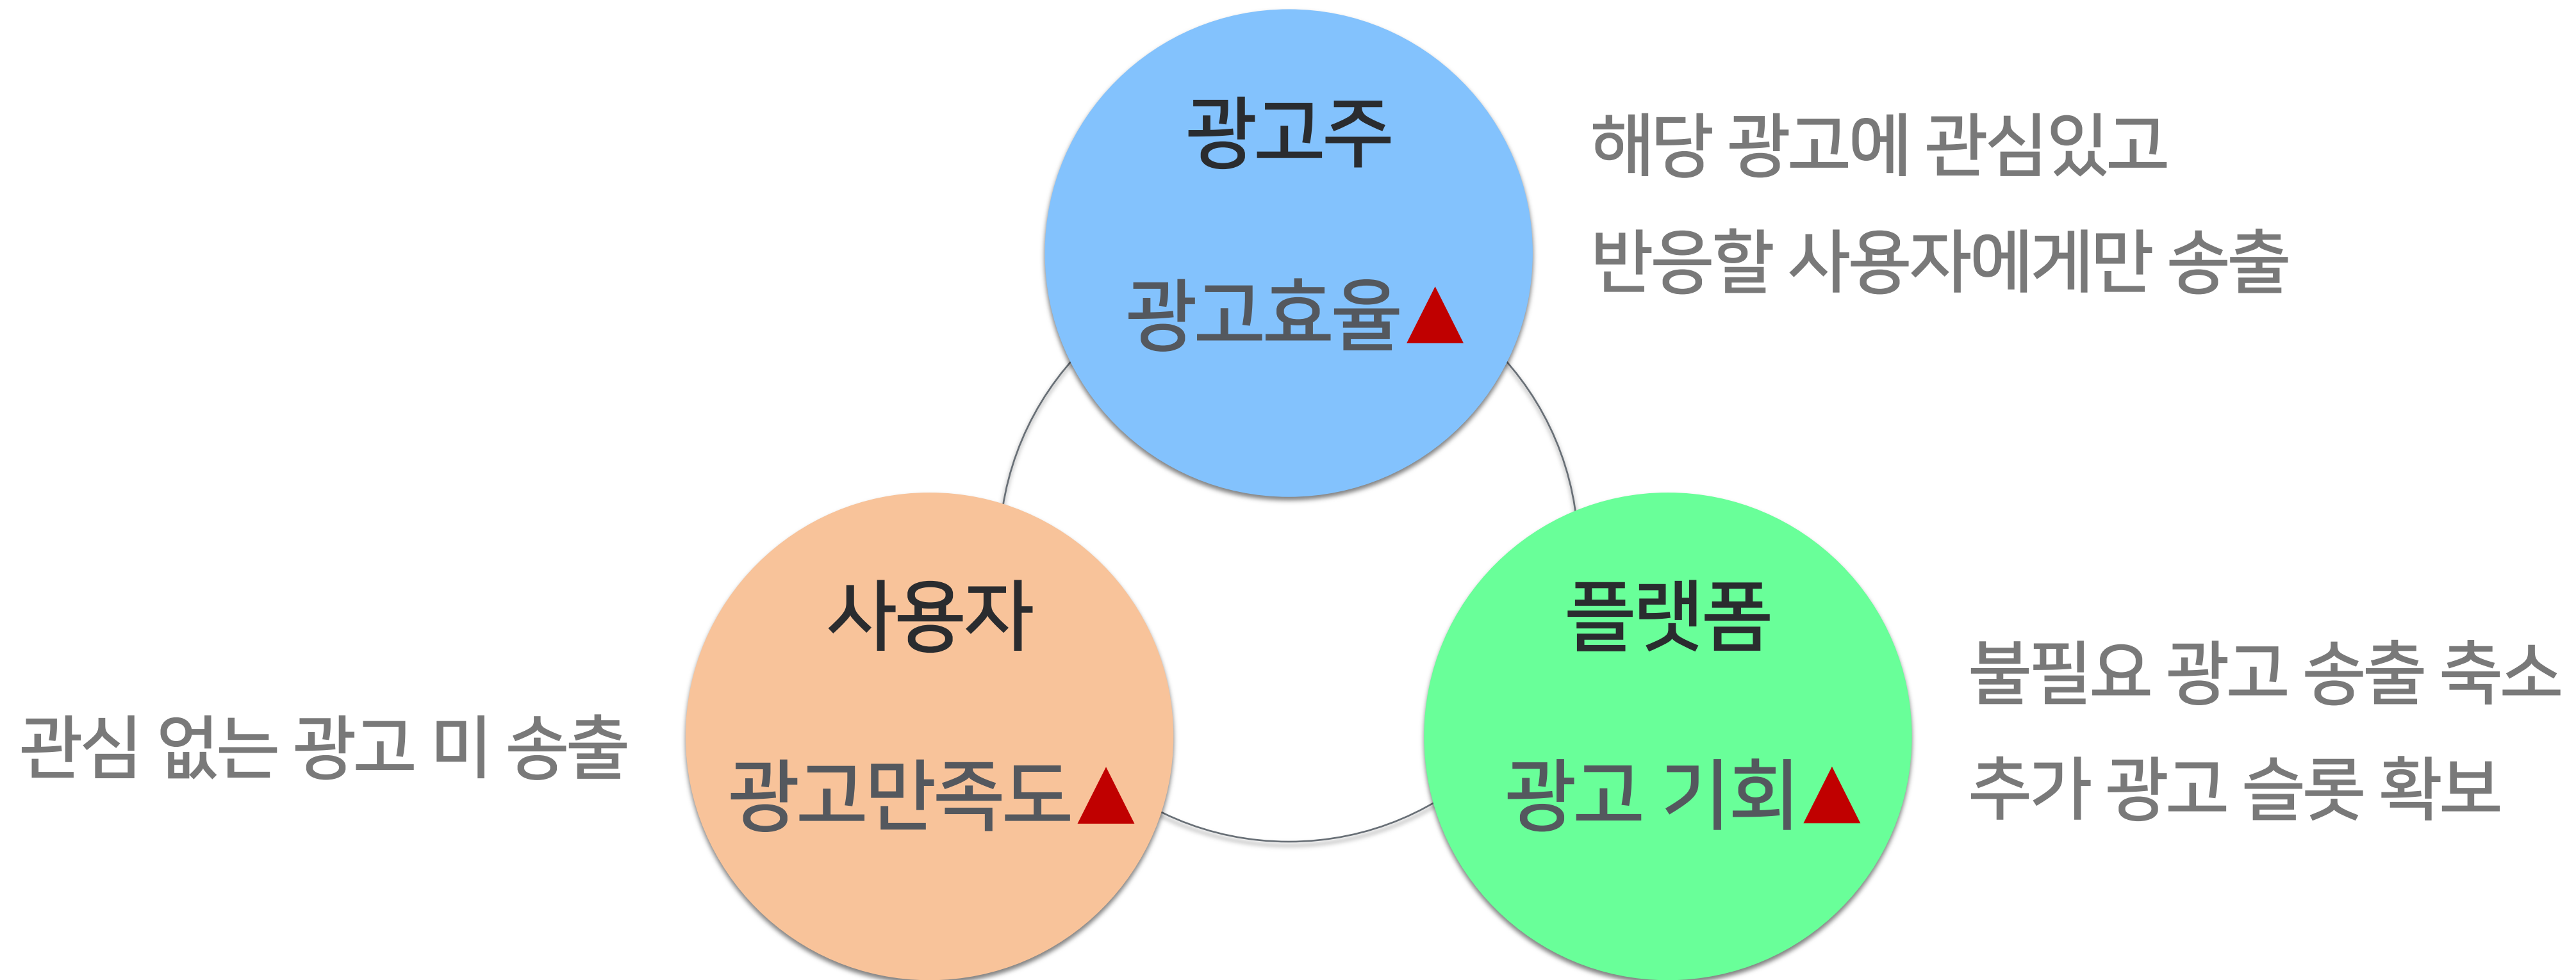 광고주
광고효율▲
해당 광고에 관심있고
반응할 사용자에게만 송출
사용자
광고만족도▲
관심 없는 광고 미 송출
플랫폼
광고 기회▲
불필요 광고 송출 축소
추가 광고 슬롯 확보